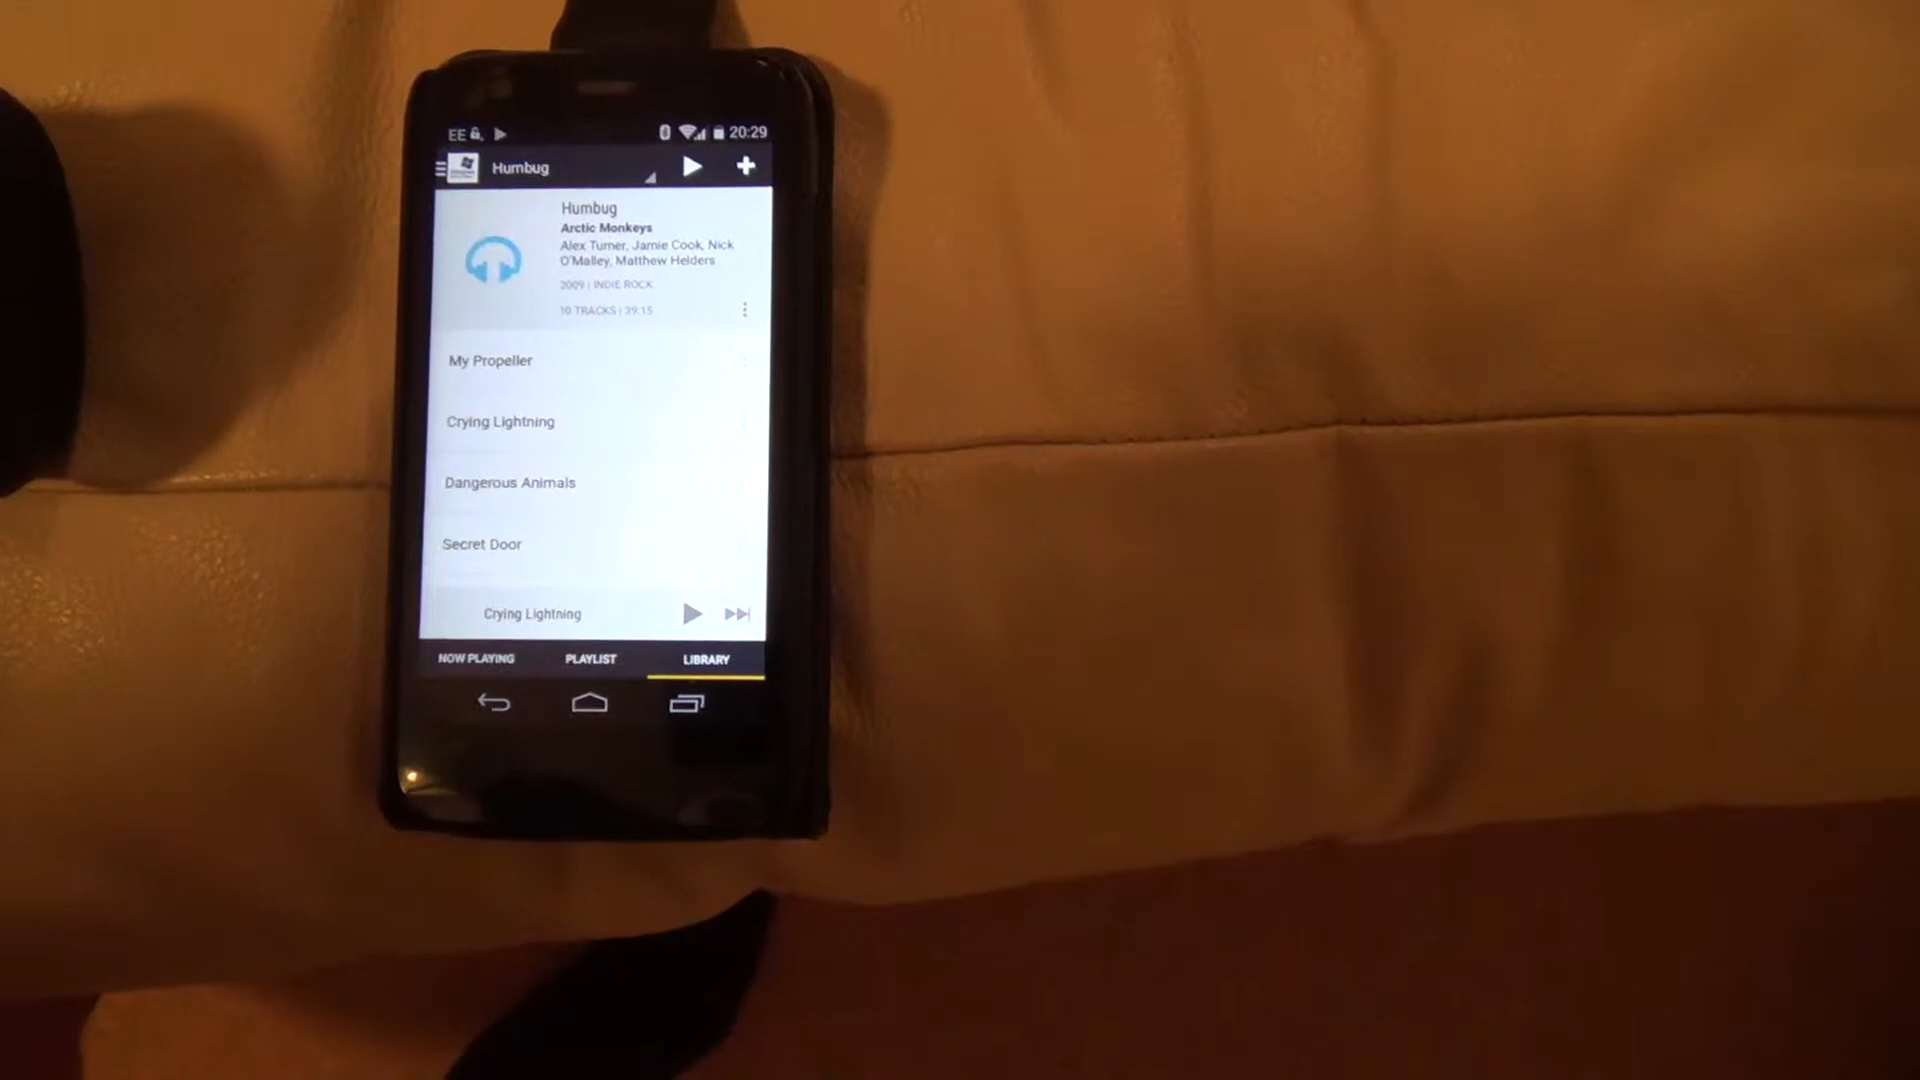 EE 20:29
Humbug
Humbug
Arctic Monkeys
Alex Turner, Jamie Cook, Nick
O'Malley, Matthew Helders
2009 | INDIE ROCK
10 TRACKS | 39:15
My Propeller
Crying Lightning
Dangerous Animals
Secret Door
Crying Lightning
NOW PLAYING PLAYLIST LIBRARY